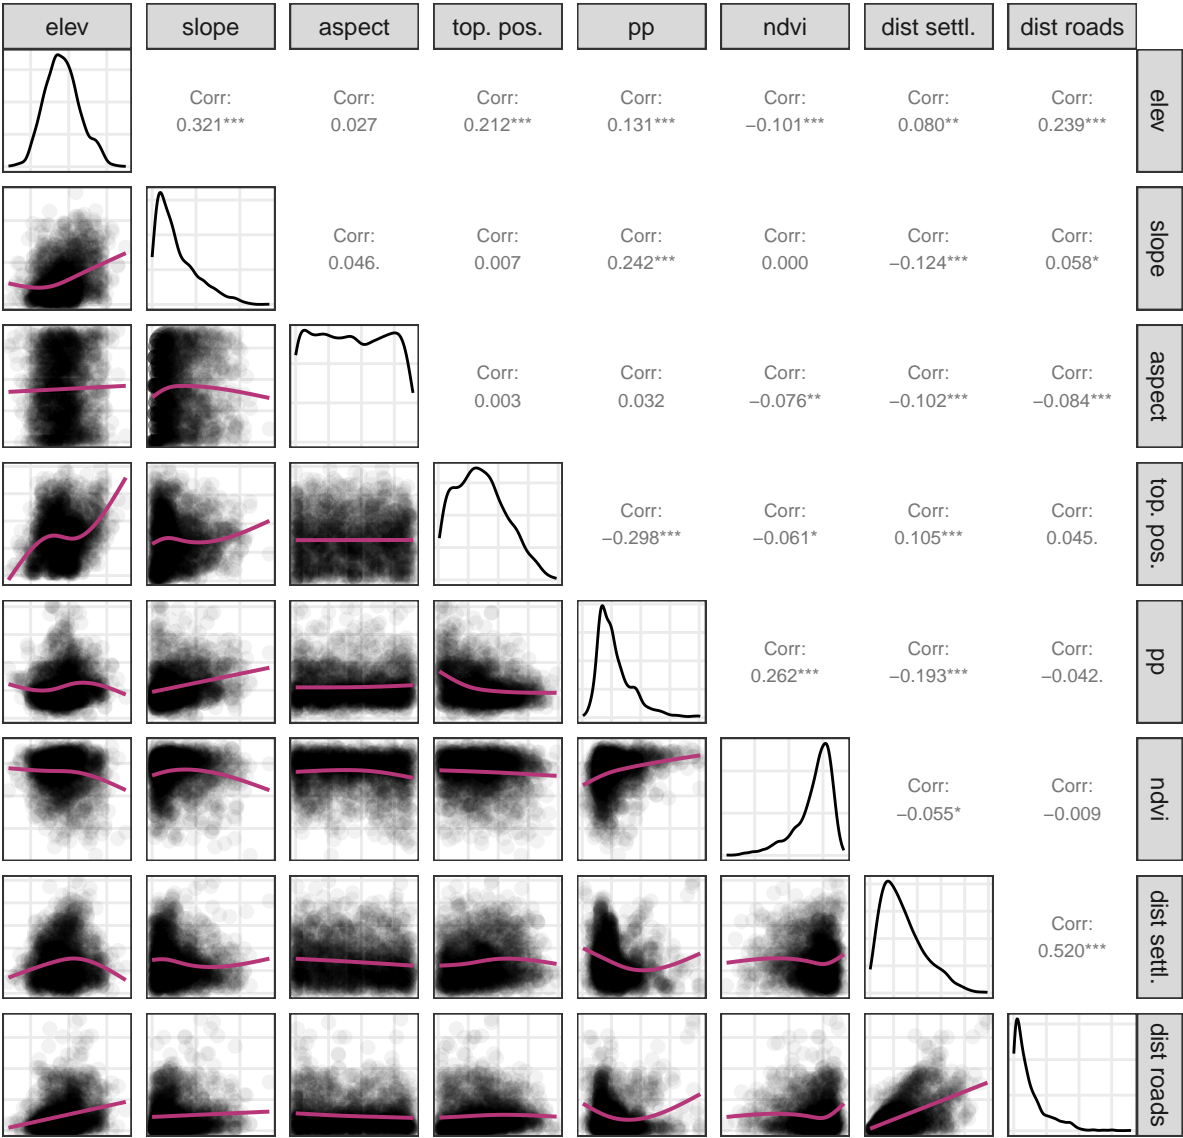 elev slope aspect top. pos. pp ndvi dist settl. dist roads
Corr: Corr: Corr: Corr: Corr: Corr: Corr:
0.321*** 0.027 0.212*** 0.131*** −0.101*** 0.080** 0.239***
elev
Corr: Corr: Corr: Corr: Corr: Corr:
0.046. 0.007 0.242*** 0.000 −0.124*** 0.058*
slope
Corr: Corr: Corr: Corr: Corr:
0.003 0.032 −0.076** −0.102*** −0.084***
aspect
Corr: Corr: Corr: Corr:
−0.298*** −0.061* 0.105*** 0.045.
top. pos.
Corr: Corr: Corr:
0.262*** −0.193*** −0.042.
pp
Corr: Corr:
−0.055* −0.009
ndvi
Corr:
0.520***
dist settl.
dist roads